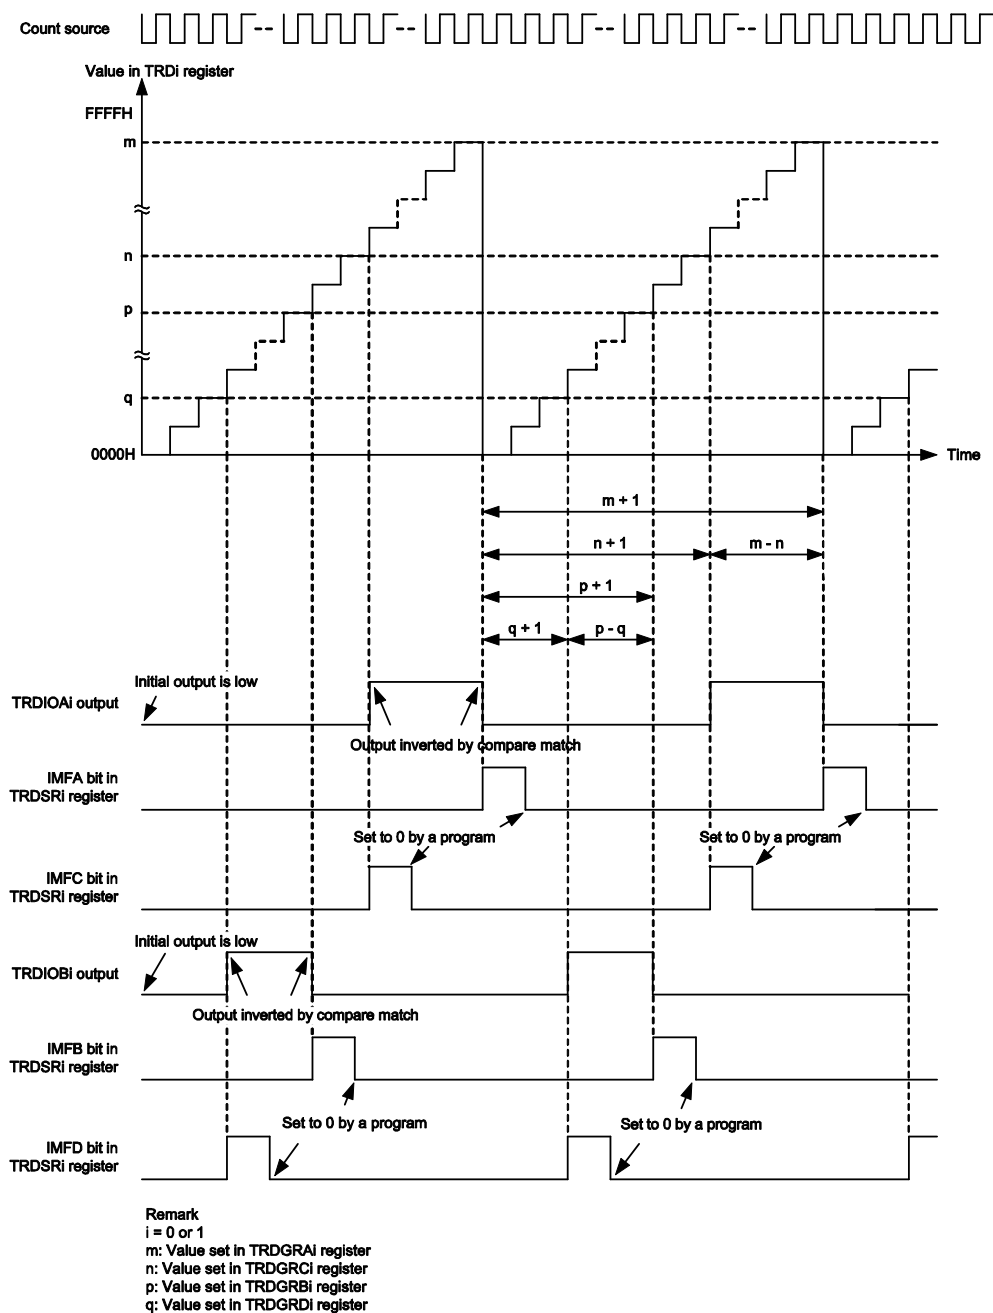 Count source
Value in TRDi register
FFFFH
m
n
p
q
0000H
Time
m + 1
n + 1
m - n
p + 1
q + 1
p - q
Initial output is low
TRDIOAi output
Output inverted by compare match
IMFA bit in
TRDSRi register
Set to 0 by a program
Set to 0 by a program
IMFC bit in
TRDSRi register
Initial output is low
TRDIOBi output
Output inverted by compare match
IMFB bit in
TRDSRi register
Set to 0 by a program
Set to 0 by a program
IMFD bit in
TRDSRi register
Remark
i = 0 or 1
m: Value set in TRDGRAi register
n: Value set in TRDGRCi register
p: Value set in TRDGRBi register
q: Value set in TRDGRDi register